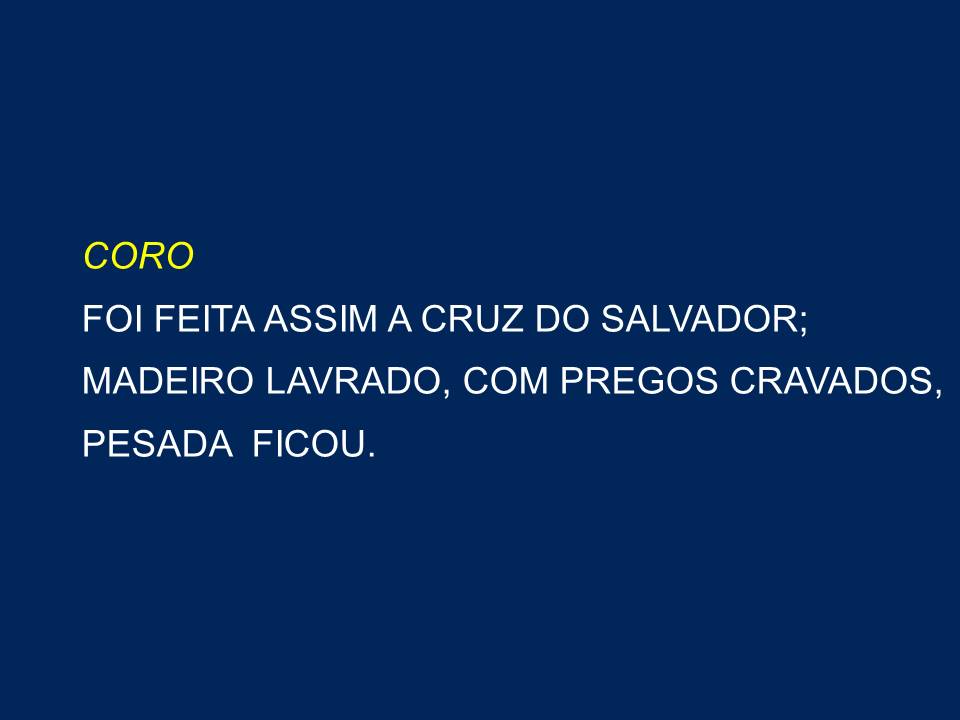 CORO
FOI FEITA ASSIM A CRUZ DO SALVADOR;
MADEIRO LAVRADO, COM PREGOS CRAVADOS,
PESADA  FICOU.